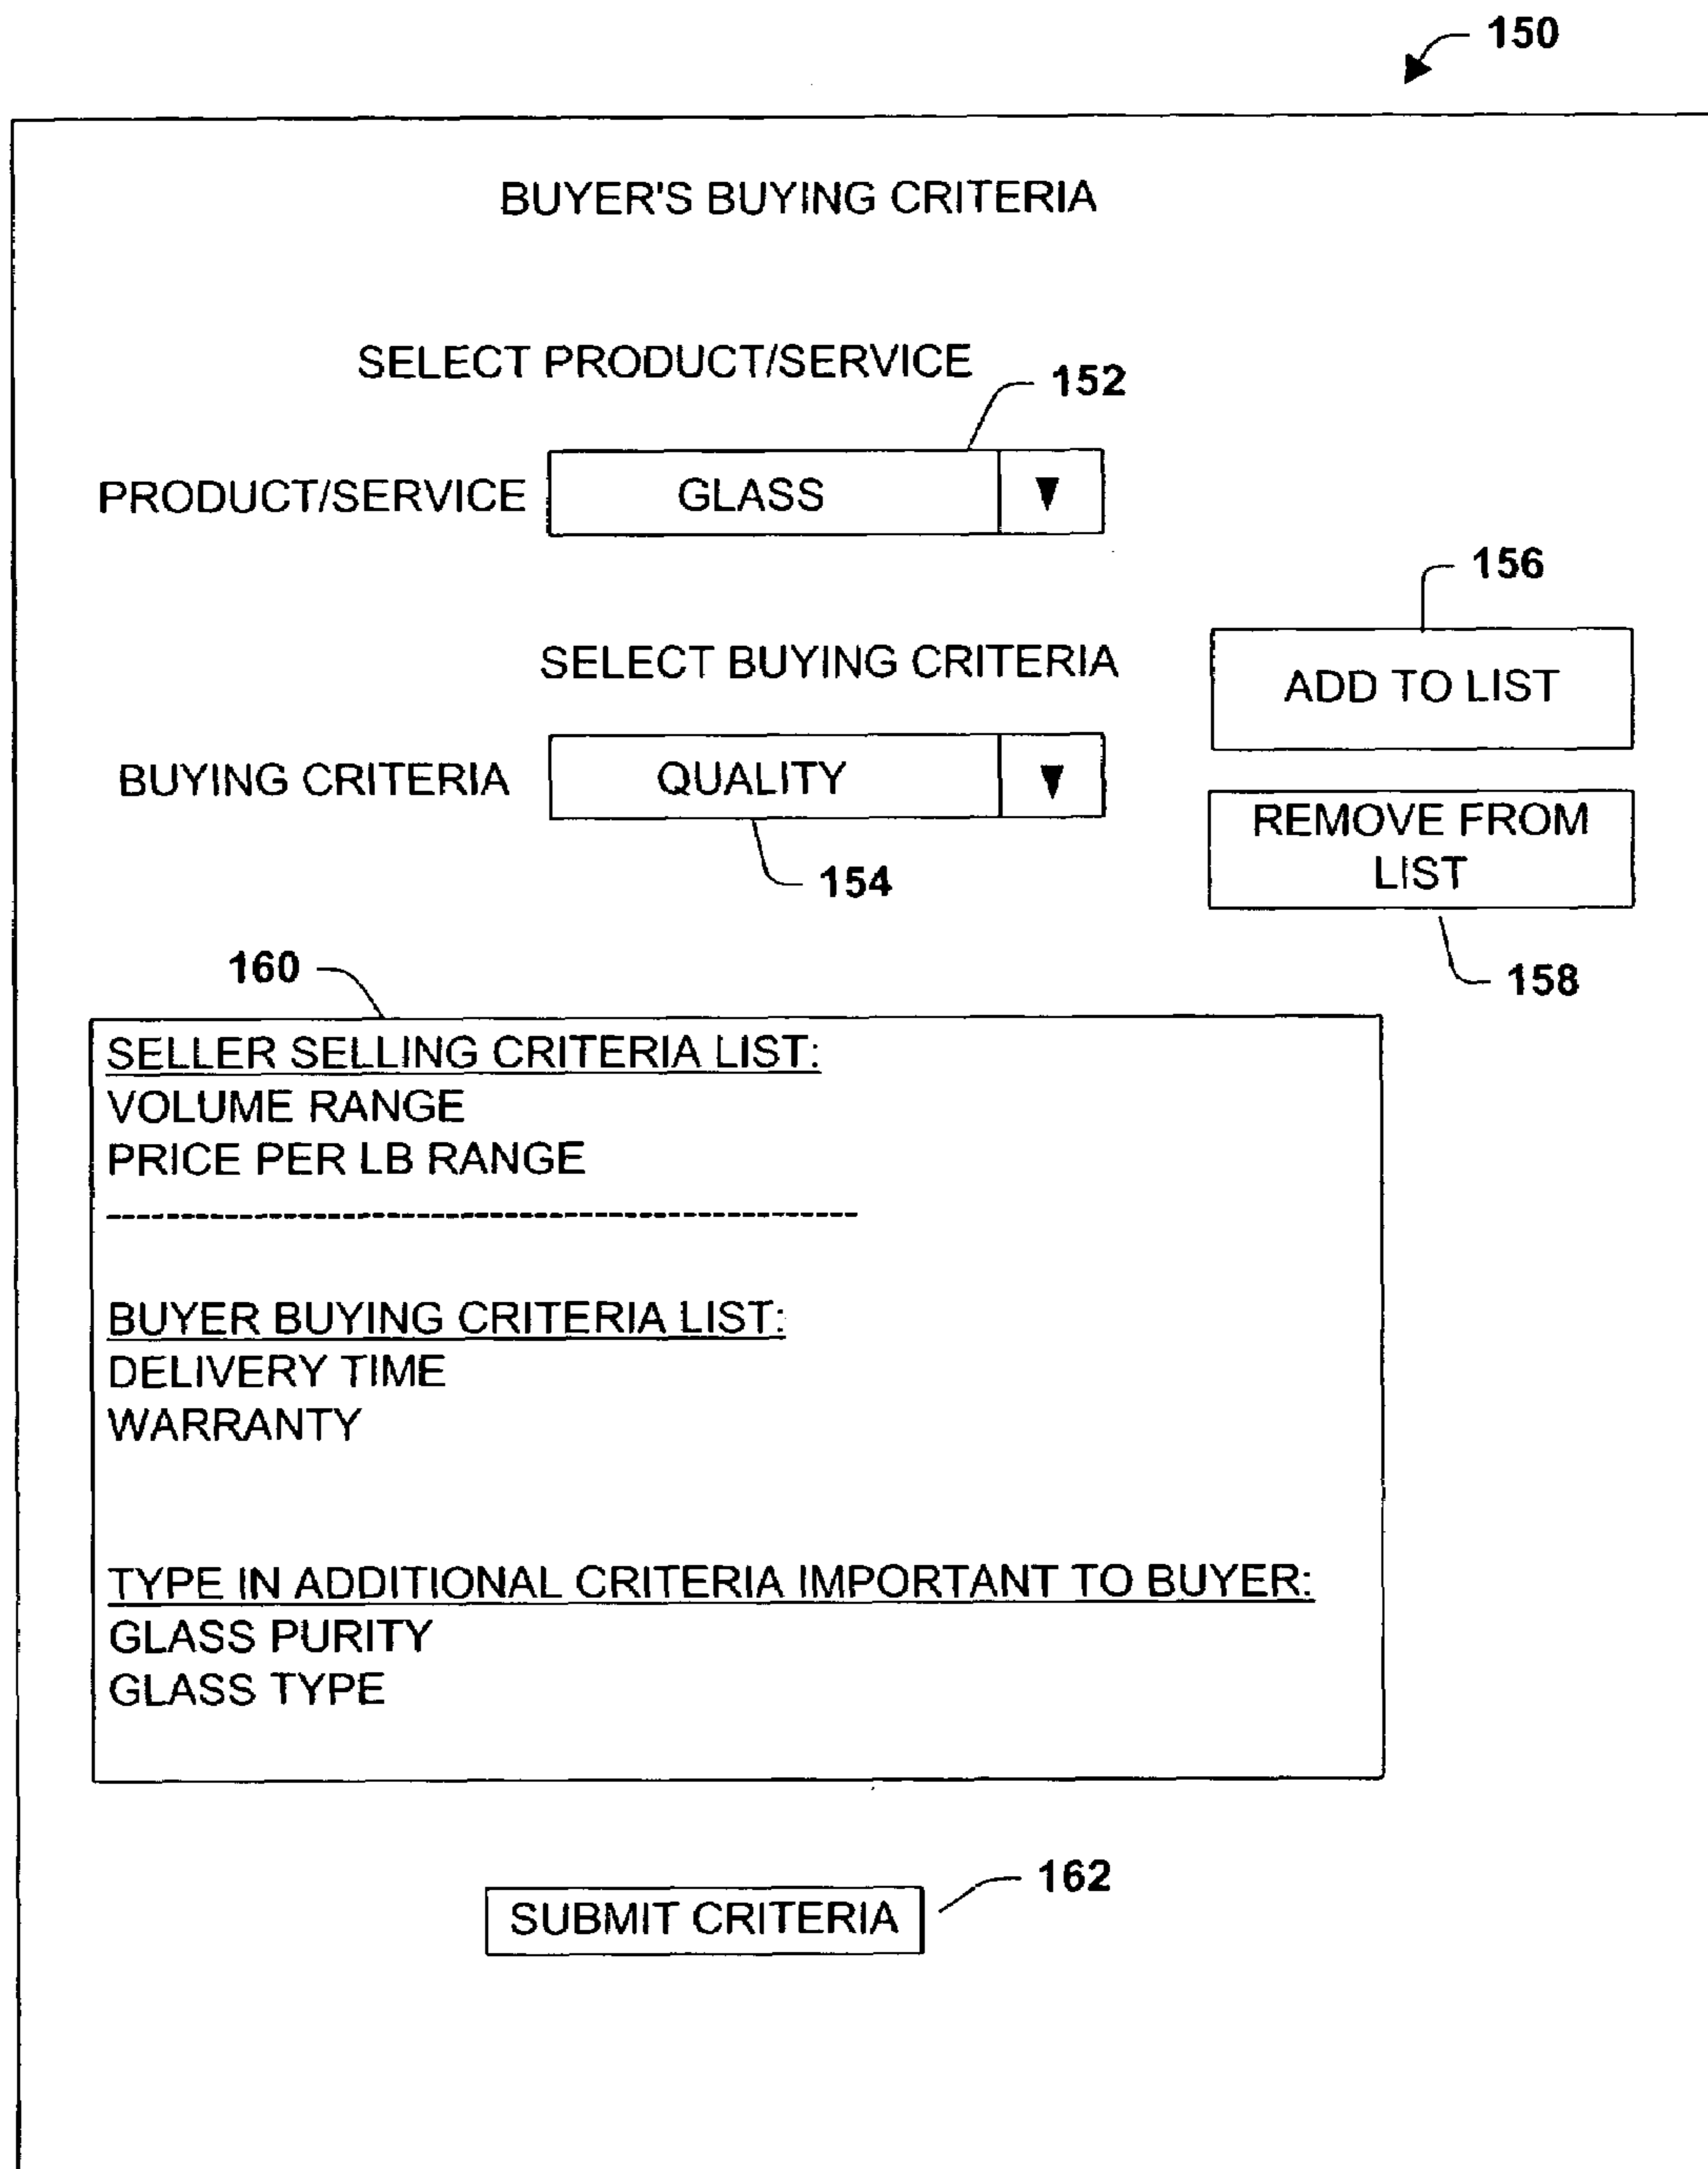 150
BUYER'S BUYING CRITERIA
SELECT PRODUCT/SERVICE
152
PRODUCT/SERVICE GLASS
156
SELECT BUYING CRITERIA
ADD TO LIST
BUYING CRITERIA QUALITY
REMOVE FROM
LIST
154
160
158
SELLER SELLING CRITERIA LIST:
VOLUME RANGE
PRICE PER LB RANGE
--------------------------------------------------
BUYER BUYING CRITERIA LIST:
DELIVERY TIME
WARRANTY
TYPE IN ADDITIONAL CRITERIA IMPORTANT TO BUYER:
GLASS PURITY
GLASS TYPE
162
SUBMIT CRITERIA